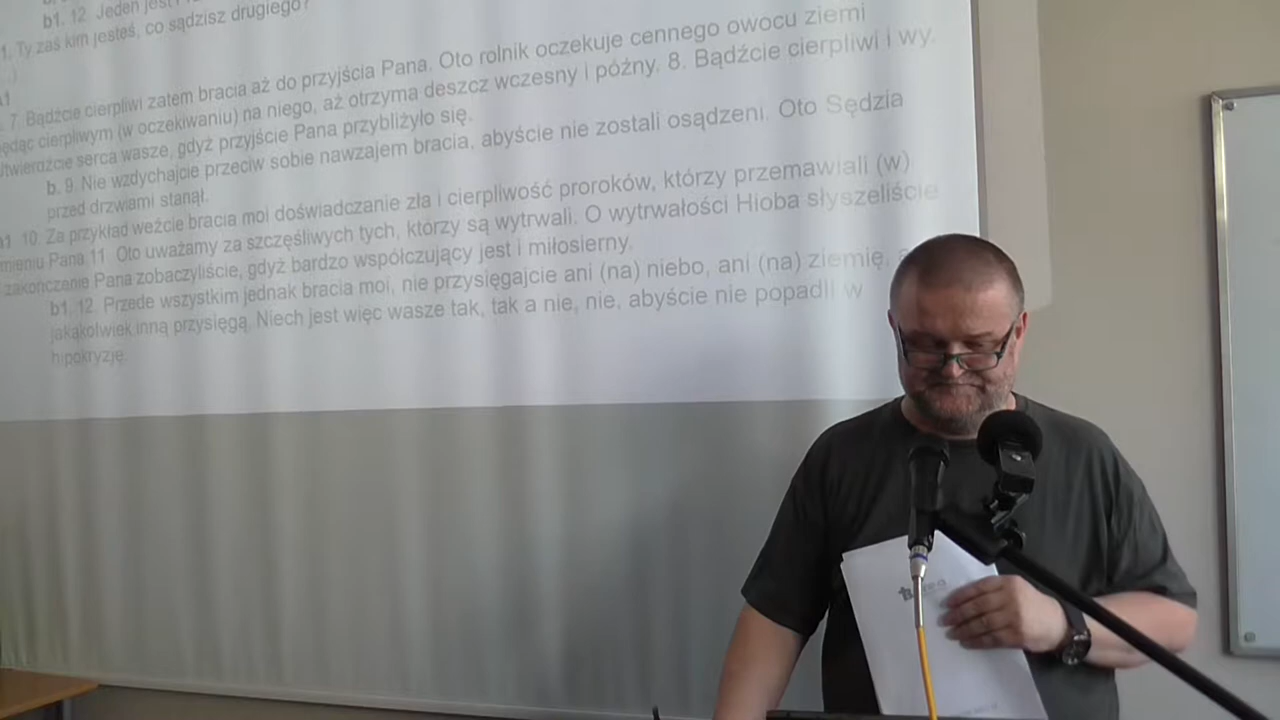 b1. 12. Jeden jest
1. Ty zaś kim jesteś, co sądzisz drugiego?
7. Bądźcie cierpliwi zatem bracia aż do przyjścia Pana. Oto rolnik oczekuje cennego owocu ziemi
będąc cierpliwym (w oczekiwaniu) na niego, aż otrzyma deszcz wczesny i późny. 8. Bądźcie cierpliwi i wy.
Utwierdźcie serca wasze, gdyż przyjście Pana przybliżyło się.
b. 9. Nie wzdychajcie przeciw sobie nawzajem bracia, abyście nie zostali osądzeni. Oto Sędzia
przed drzwiami stanął.
a1. 10. Za przykład weźcie bracia moi doświadczanie zła i cierpliwość proroków, którzy przemawiali (w)
imieniu Pana.11. Oto uważamy za szczęśliwych tych, którzy są wytrwali. O wytrwałości Hioba słyszeliście
zakończenie Pana zobaczyliście, gdyż bardzo współczujący jest i miłosierny.
b1. 12. Przede wszystkim jednak bracia moi, nie przysięgajcie ani (na) niebo, ani (na) ziemię,
jakąkolwiek inną przysięgą. Niech jest więc wasze tak, tak a nie, nie, abyście nie popadli w
hipokryzję.